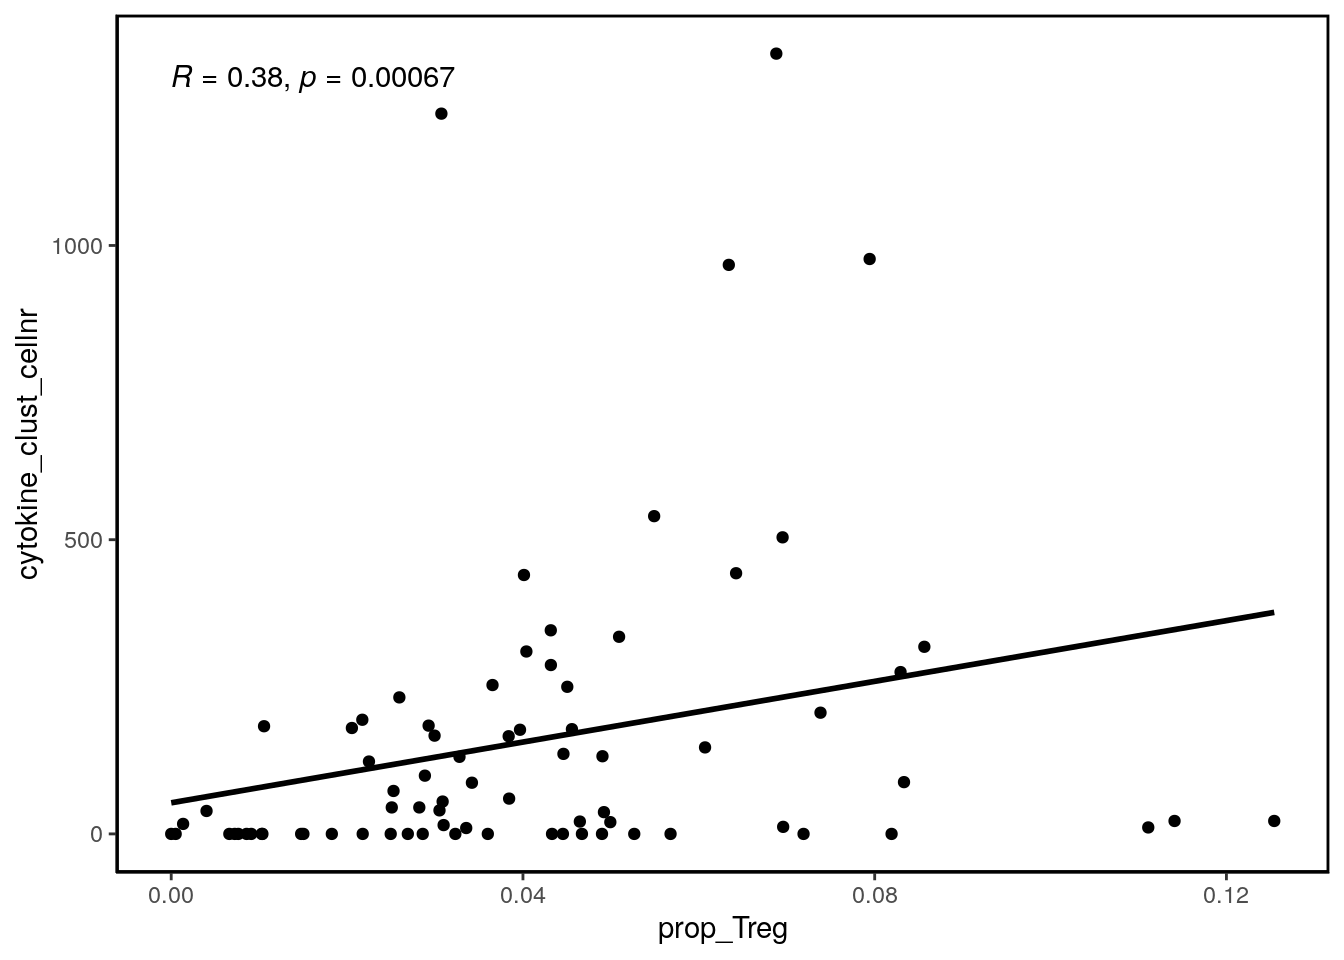 R = 0.38, p = 0.00067
1000
500
0
cytokine_clust_cellnr
0.00
0.04
0.08
0.12
prop_Treg